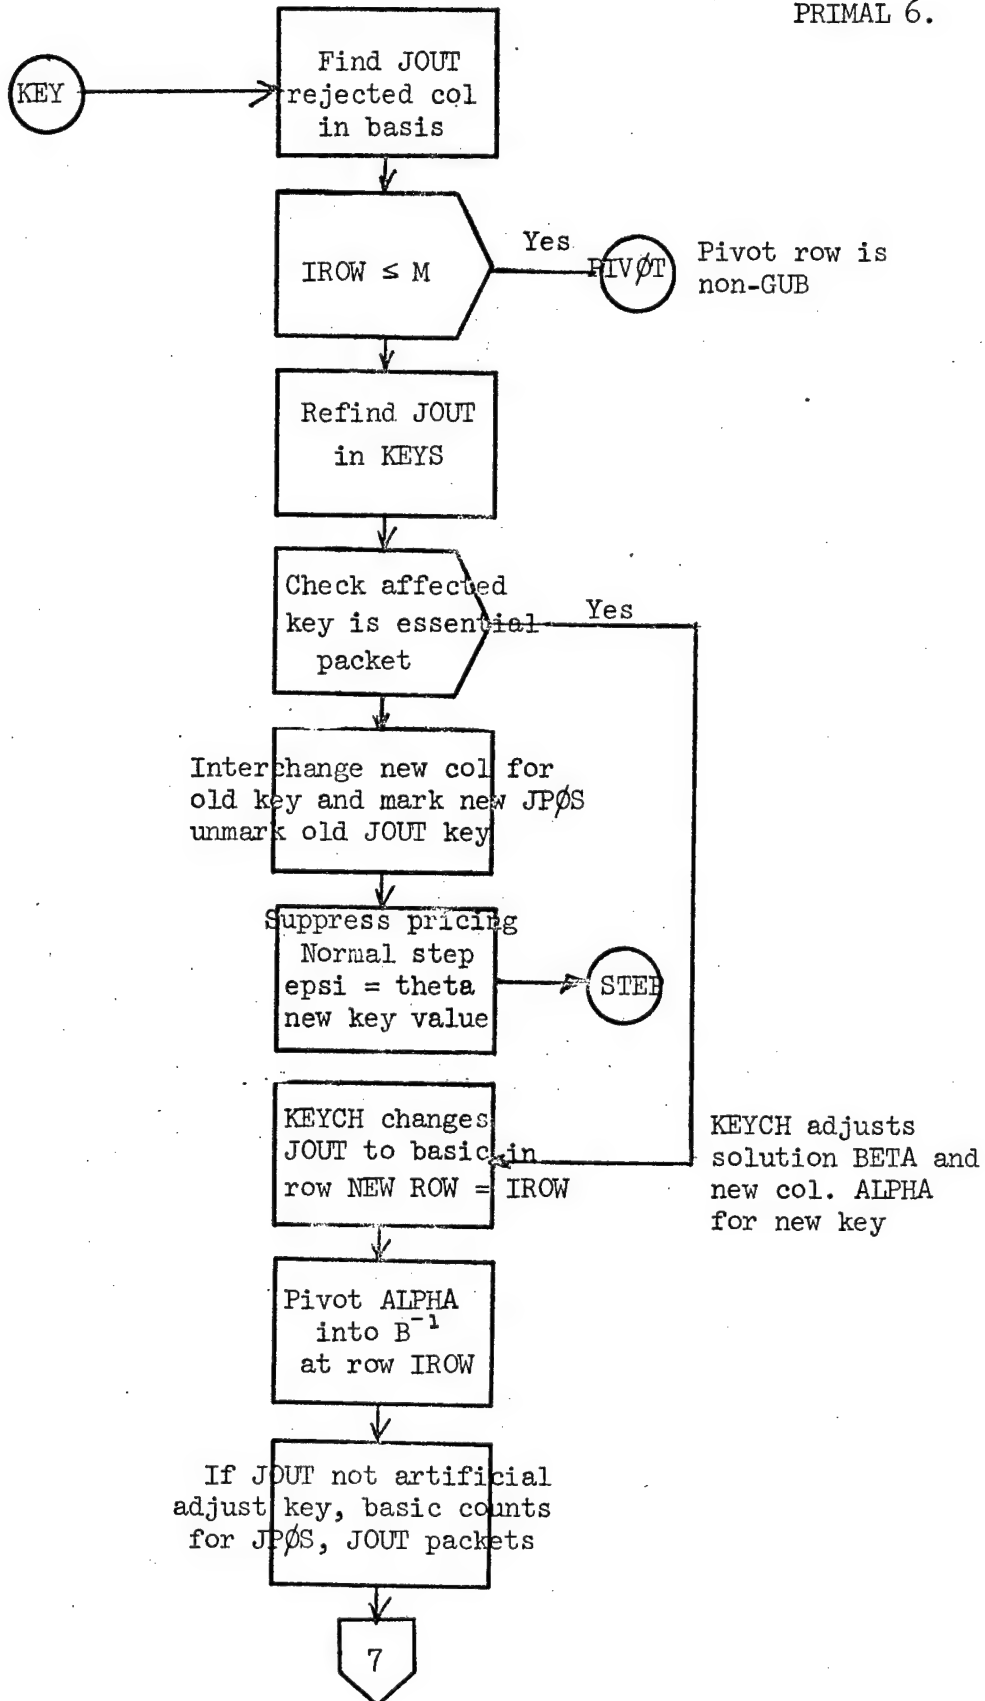 PRIMAL 6.
KEY
Find JOUT
rejected col
in basis
IROW ≤ M
Yes
PIVØT
Pivot row is
non-GUB
Refind JOUT
in KEYS
Check affected
key is essential
packet
Yes
Interchange new col for
old key and mark new JPØS
unmark old JOUT key
Suppress pricing
Normal step
epsi = theta
new key value
STEP
KEYCH changes
JOUT to basic in
row NEW ROW = IROW
KEYCH adjusts
solution BETA and
new col. ALPHA
for new key
Pivot ALPHA
into B⁻¹
at row IROW
If JOUT not artificial
adjust key, basic counts
for JPØS, JOUT packets
7